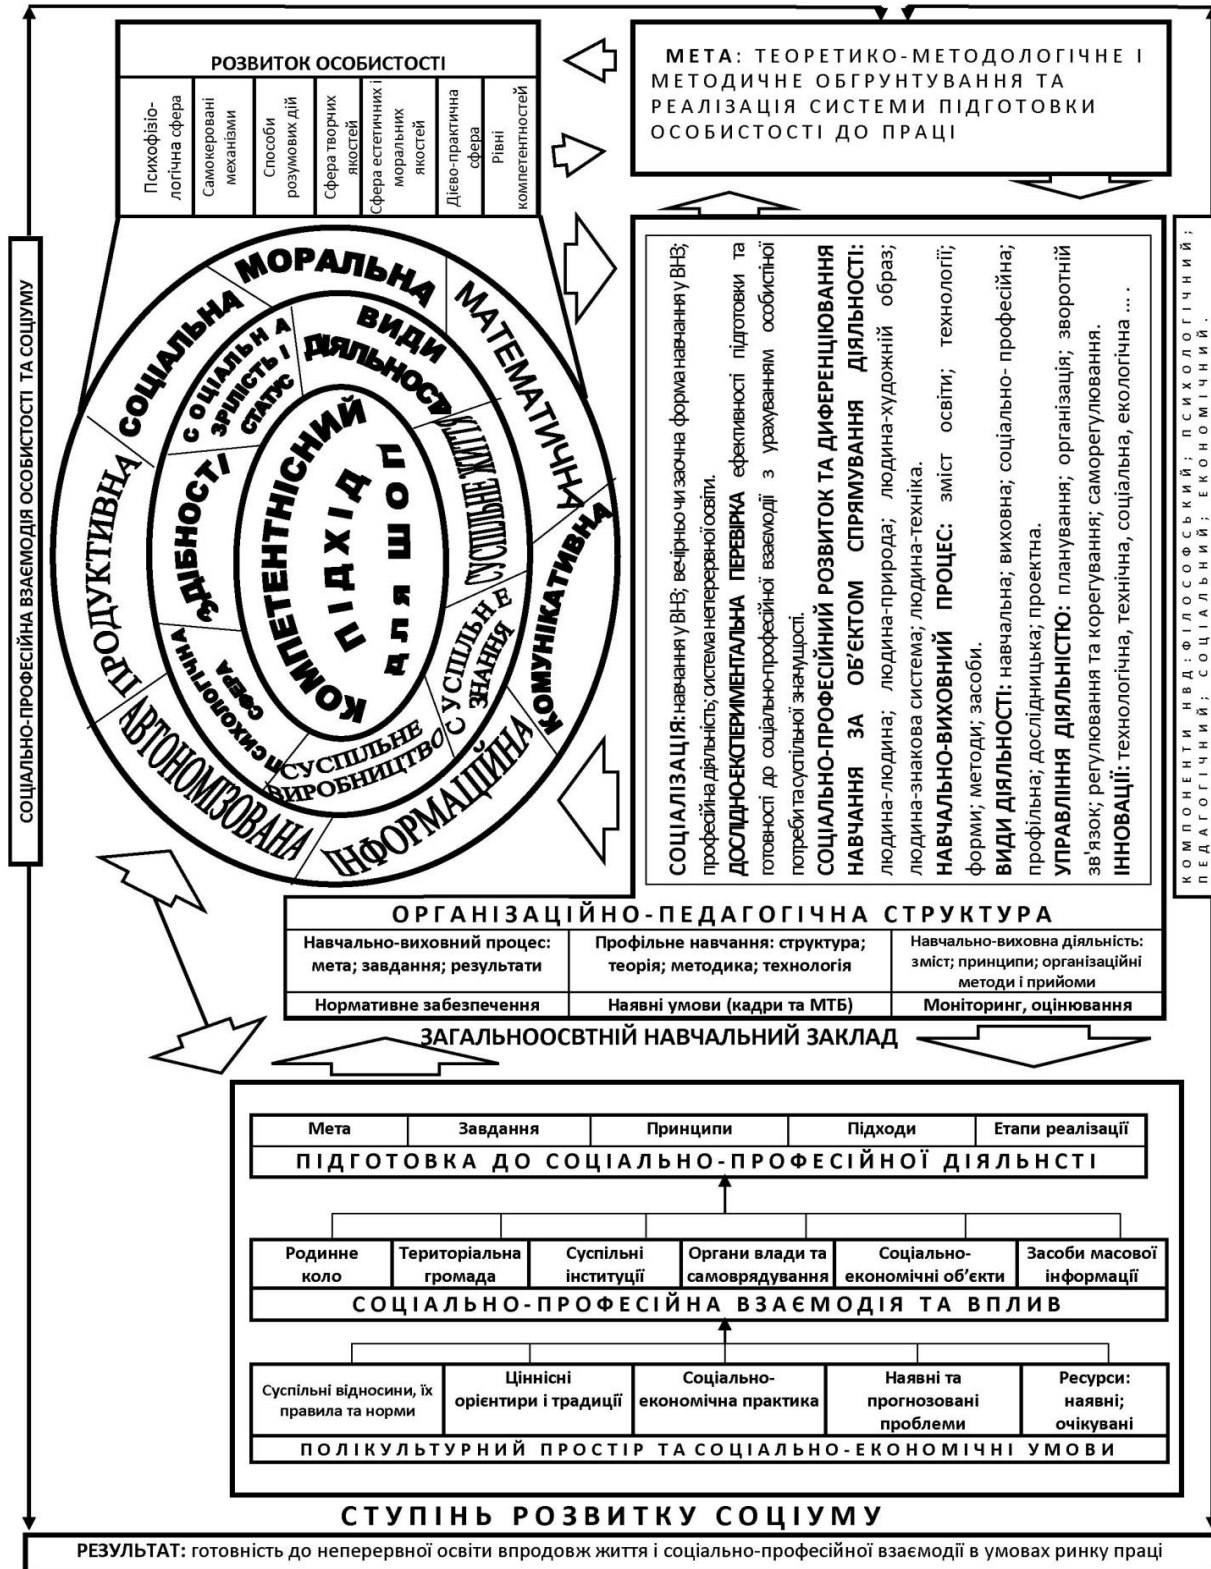 РОЗВИТОК ОСОБИСТОСТІ
Психофізіо-
логічна сфера
Самокеровані
механізми
Способи
розумових дій
Сфера творчих
якостей
Сфера естетичних і
моральних
якостей
Дієво-практична
сфера
Рівні
компетентностей
МЕТА: ТЕОРЕТИКО-МЕТОДОЛОГІЧНЕ І
МЕТОДИЧНЕ ОБГРУНТУВАННЯ ТА
РЕАЛІЗАЦІЯ СИСТЕМИ ПІДГОТОВКИ
ОСОБИСТОСТІ ДО ПРАЦІ
СОЦІАЛЬНО-ПРОФЕСІЙНА ВЗАЄМОДІЯ ОСОБИСТОСТІ ТА СОЦІУМУ
СОЦІАЛЬНА
МОРАЛЬНА
МАТЕМАТИЧНА
КОМУНІКАТИВНА
ІНФОРМАЦІЙНА
АВТОНОМІЗОВАНА
ПРОДУКТИВНА
СОЦІАЛЬНА
ЗРІЛІСТЬ І
СТАТУС
ВИДИ
ДІЯЛЬНОСТІ
СУСПІЛЬНЕ ЖИТТЯ
СУСПІЛЬНЕ
ЗНАННЯ
СУСПІЛЬНЕ
ВИРОБНИЦТВО
ПСИХОЛОГІЧНА
СФЕРА
ЗДІБНОСТІ
КОМПЕТЕНТНІСНИЙ
ПІДХІД
ДЛЯ ШОП
СОЦІАЛІЗАЦІЯ: навчання у ВНЗ; вечірньо чи заочна форма навчання у ВНЗ;
професійна діяльність; система неперервної освіти.
ДОСЛІДНО-ЕКСПЕРИМЕНТАЛЬНА ПЕРЕВІРКА ефективності підготовки та
готовності до соціально-професійної взаємодії з урахуванням особистіної
потреби та суспільної значущості.
СОЦІАЛЬНО-ПРОФЕСІЙНИЙ РОЗВИТОК ТА ДИФЕРЕНЦІЮВАННЯ
НАВЧАННЯ ЗА ОБ’ЄКТОМ СПРЯМУВАННЯ ДІЯЛЬНОСТІ:
людина-людина; людина-природа; людина-художній образ;
людина-знакова система; людина-техніка.
НАВЧАЛЬНО-ВИХОВНИЙ ПРОЦЕС: зміст освіти; технології;
форми; методи; засоби.
ВИДИ ДІЯЛЬНОСТІ: навчальна; виховна; соціально- професійна;
профільна; дослідницька; проектна.
УПРАВЛІННЯ ДІЯЛЬНІСТЮ: планування; організація; зворотній
зв'язок; регулювання та корегування; саморегулювання.
ІННОВАЦІЇ: технологічна, технічна, соціальна, екологічна ... .
КОМПОНЕНТИ НВД: ФІЛОСОФСЬКИЙ; ПСИХОЛОГІЧНИЙ;
ПЕДАГОГІЧНИЙ; СОЦІАЛЬНИЙ; ЕКОНОМІЧНИЙ.
ОРГАНІЗАЦІЙНО-ПЕДАГОГІЧНА СТРУКТУРА
Навчально-виховний процес:
мета; завдання; результати
Профільне навчання: структура;
теорія; методика; технологія
Навчально-виховна діяльність:
зміст; принципи; організаційні
методи і прийоми
Нормативне забезпечення
Наявні умови (кадри та МТБ)
Моніторинг, оцінювання
ЗАГАЛЬНООСВТНІЙ НАВЧАЛЬНИЙ ЗАКЛАД
Мета
Завдання
Принципи
Підходи
Етапи реалізації
ПІДГОТОВКА ДО СОЦІАЛЬНО-ПРОФЕСІЙНОЇ ДІЯЛЬНСТІ
Родинне
коло
Територіальна
громада
Суспільні
інституції
Органи влади та
самоврядування
Соціально-
економічні об’єкти
Засоби масової
інформації
СОЦІАЛЬНО-ПРОФЕСІЙНА ВЗАЄМОДІЯ ТА ВПЛИВ
Суспільні відносини, їх
правила та норми
Ціннісні
орієнтири і традиції
Соціально-
економічна практика
Наявні та
прогнозовані
проблеми
Ресурси:
наявні;
очікувані
ПОЛІКУЛЬТУРНИЙ ПРОСТІР ТА СОЦІАЛЬНО-ЕКОНОМІЧНІ УМОВИ
СТУПІНЬ РОЗВИТКУ СОЦІУМУ
РЕЗУЛЬТАТ: готовність до неперервної освіти впродовж життя і соціально-професійної взаємодії в умовах ринку праці